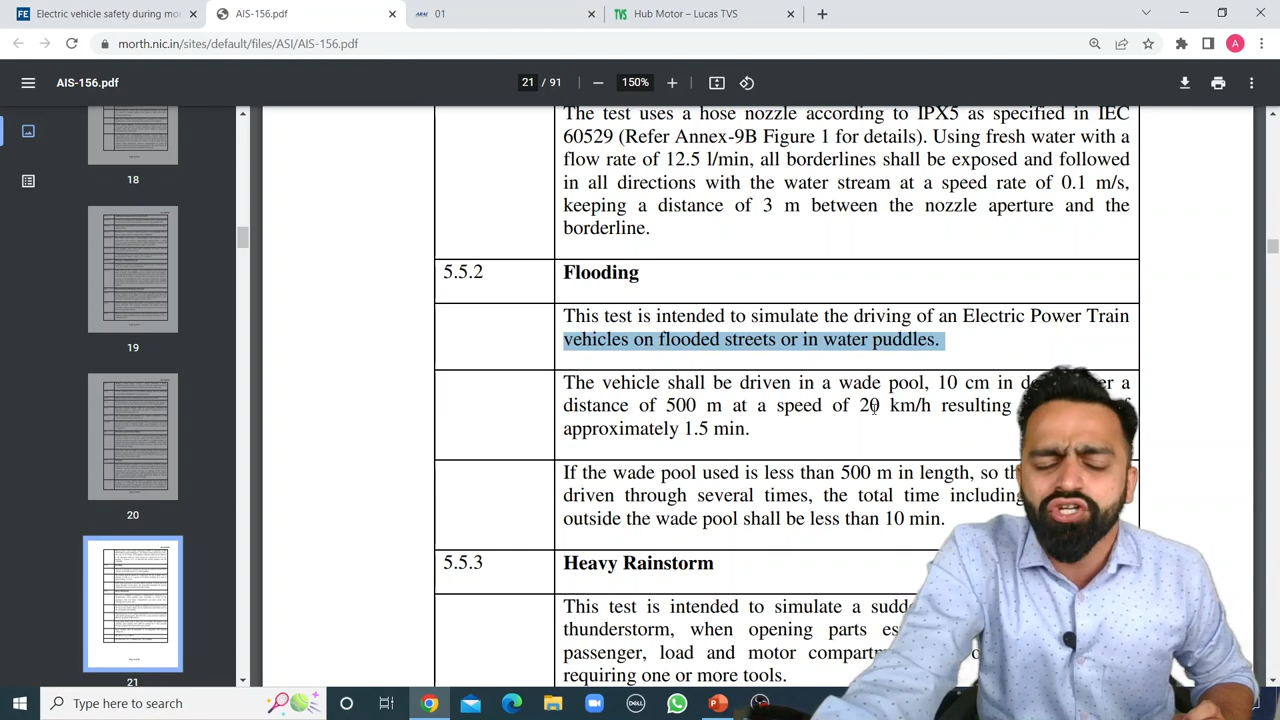 Electric vehicle safety during mo
AIS-156.pdf
01
TVS Hub Motor – Lucas TVS
morth.nic.in/sites/default/files/ASI/AIS-156.pdf
A
AIS-156.pdf
21 / 91
150%
18
19
20
21
The test uses a hose nozzle according to IPX5 as specified in IEC
60529 (Refer Annex-9B Figure 1 for details). Using fresh water with a
flow rate of 12.5 l/min, all borderlines shall be exposed and followed
in all directions with the water stream at a speed rate of 0.1 m/s,
keeping a distance of 3 m between the nozzle aperture and the
borderline.
5.5.2 Flooding
This test is intended to simulate the driving of an Electric Power Train
vehicles on flooded streets or in water puddles.
The vehicle shall be driven in a wade pool, 10 cm in a
distance of 500 m at a speed of 20 km/h resulting
approximately 1.5 min.
If the wade pool used is less than 500 m in length, so
driven through several times, the total time including
outside the wade pool shall be less than 10 min.
5.5.3 Heavy Rainstorm
This test is intended to simulate a
thunderstorm, when opening parts
passenger, load and motor
requiring one or more tools.
Type here to search